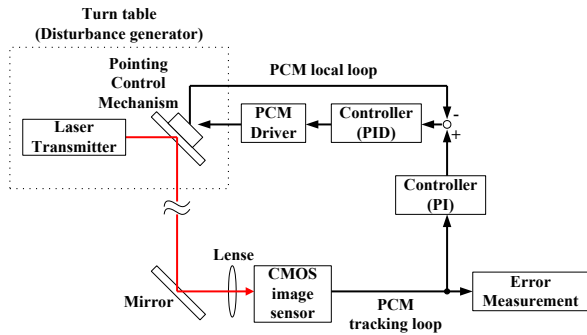 Turn table
(Disturbance generator)
Pointing
Control
Mechanism
PCM local loop
Laser
Transmitter
PCM
Driver
Controller
(PID)
-
+
Controller
(PI)
Lense
Mirror
CMOS
image
sensor
PCM
tracking loop
Error
Measurement